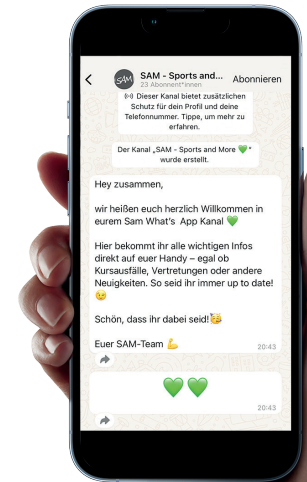 SAM
SAM - Sports and...
23 Abonnent*innen
Abonnieren
Dieser Kanal bietet zusätzlichen
Schutz für dein Profil und deine
Telefonnummer. Tippe, um mehr zu
erfahren.
Der Kanal „SAM - Sports and More 💚"
wurde erstellt.
Hey zusammen,
wir heißen euch herzlich Willkommen in
eurem Sam What's App Kanal 💚
Hier bekommt ihr alle wichtigen Infos
direkt auf euer Handy – egal ob
Kursausfälle, Vertretungen oder andere
Neuigkeiten. So seid ihr immer up to date!
😉
Schön, dass ihr dabei seid!🥳
Euer SAM-Team 💪
20:43
💚💚
20:43